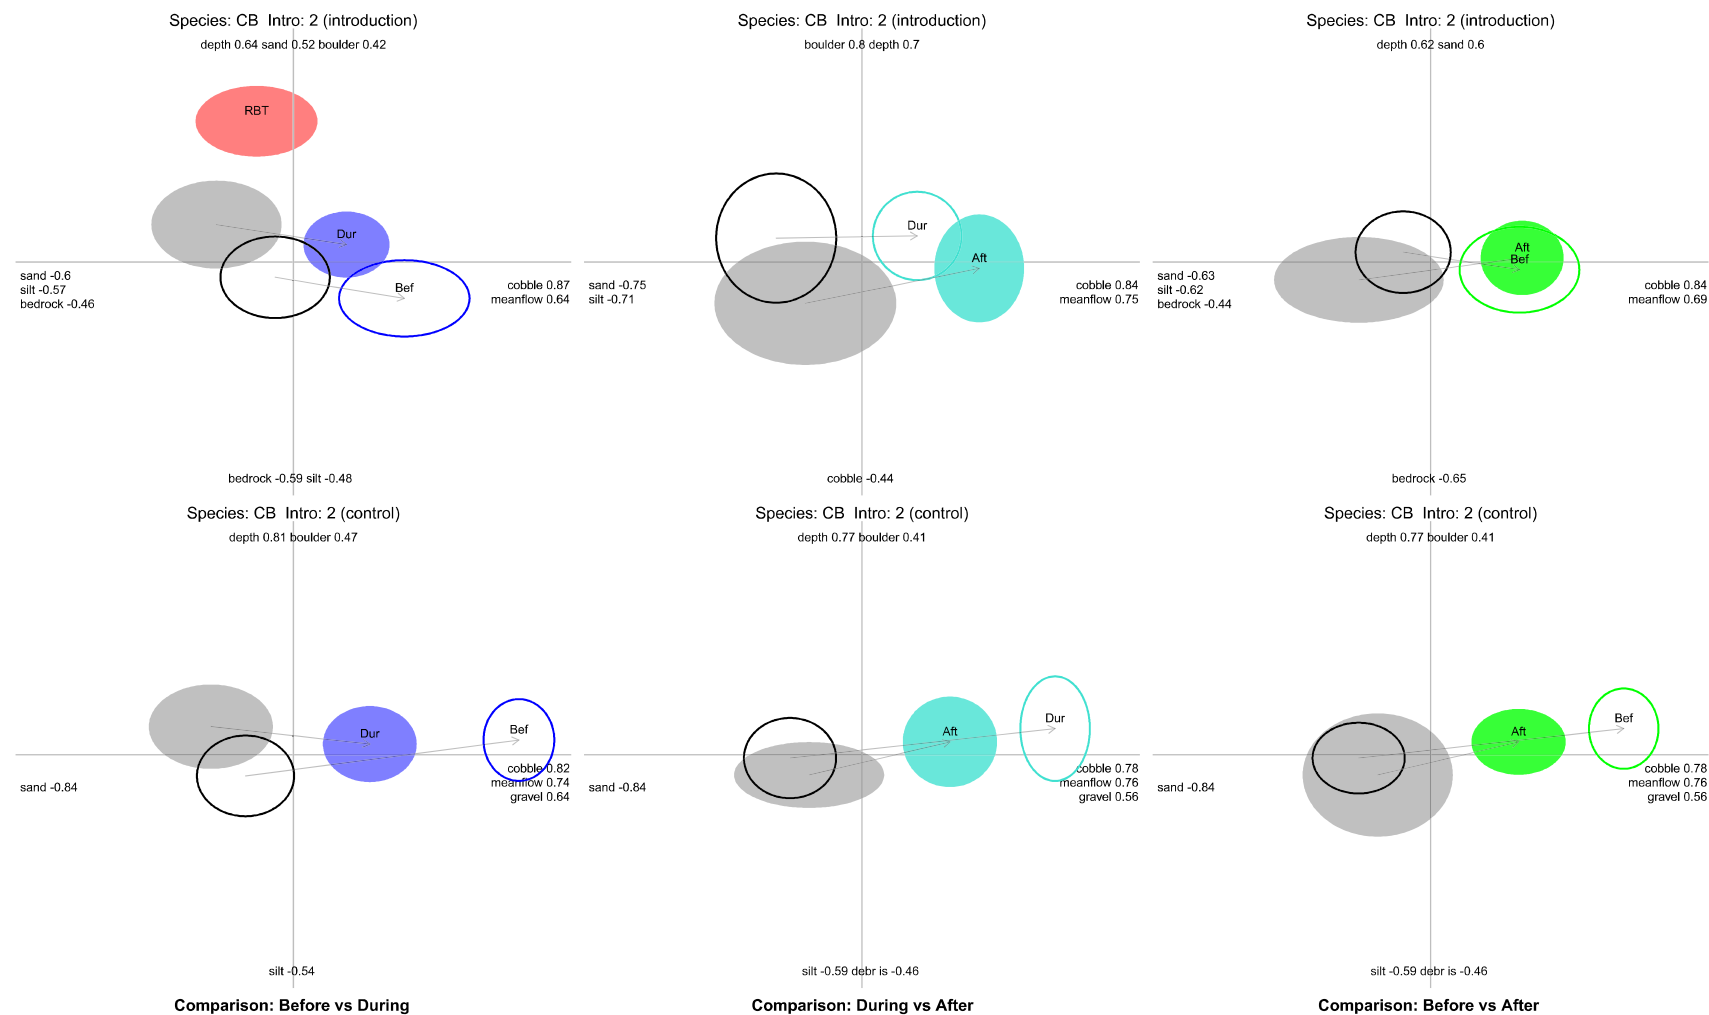 Species: CB  Intro: 2 (introduction)
depth 0.64 sand 0.52 boulder 0.42
RBT
Dur
Bef
sand -0.6
silt -0.57
bedrock -0.46
cobble 0.87
meanflow 0.64
bedrock -0.59 silt -0.48
Species: CB  Intro: 2 (introduction)
boulder 0.8 depth 0.7
Dur
Aft
sand -0.75
silt -0.71
cobble 0.84
meanflow 0.75
cobble -0.44
Species: CB  Intro: 2 (introduction)
depth 0.62 sand 0.6
Aft
Bef
sand -0.63
silt -0.62
bedrock -0.44
cobble 0.84
meanflow 0.69
bedrock -0.65
Species: CB  Intro: 2 (control)
depth 0.81 boulder 0.47
Dur
Bef
sand -0.84
cobble 0.82
meanflow 0.74
gravel 0.64
silt -0.54
Comparison: Before vs During
Species: CB  Intro: 2 (control)
depth 0.77 boulder 0.41
Aft
Dur
sand -0.84
cobble 0.78
meanflow 0.76
gravel 0.56
silt -0.59 debr is -0.46
Comparison: During vs After
Species: CB  Intro: 2 (control)
depth 0.77 boulder 0.41
Aft
Bef
sand -0.84
cobble 0.78
meanflow 0.76
gravel 0.56
silt -0.59 debr is -0.46
Comparison: Before vs After